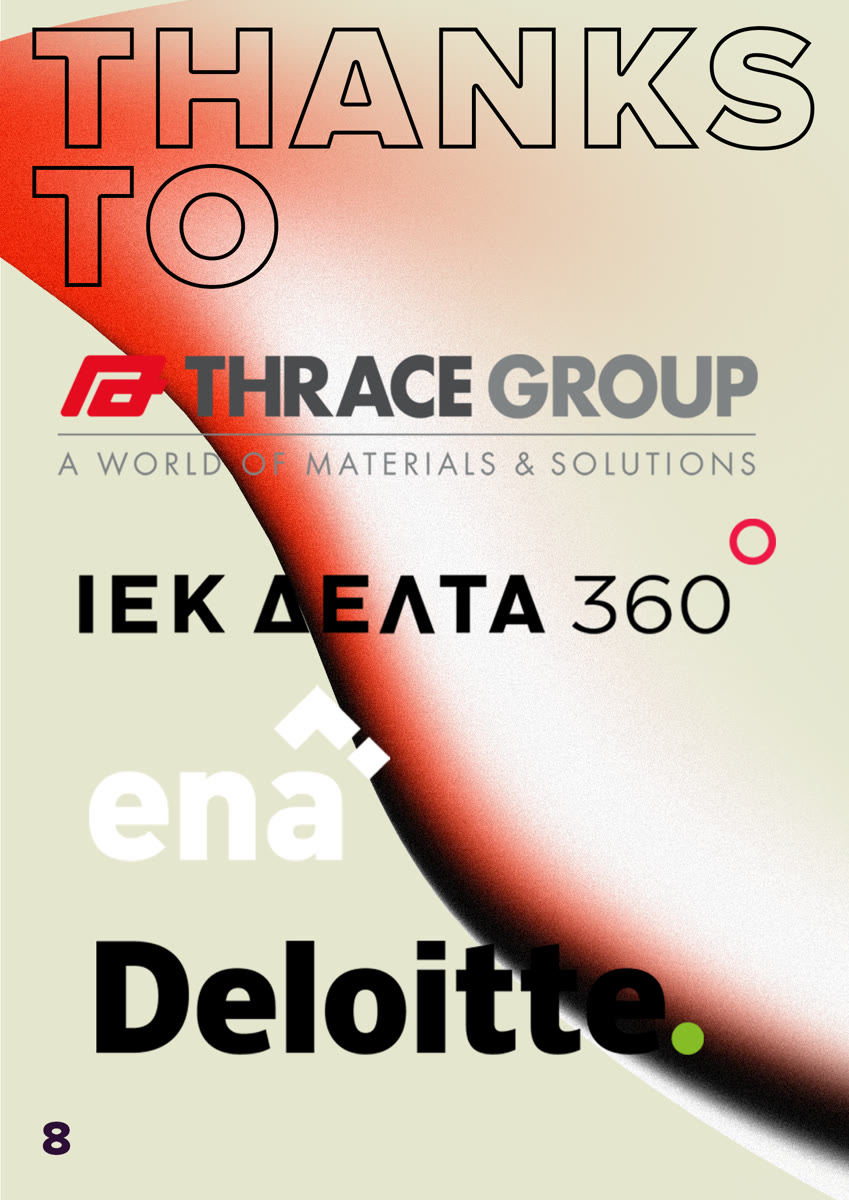 THANKS
TO
THRACE GROUP
A WORLD OF MATERIALS & SOLUTIONS
ΙΕΚ ΔΕΛΤΑ 360°
ena
Deloitte.
8